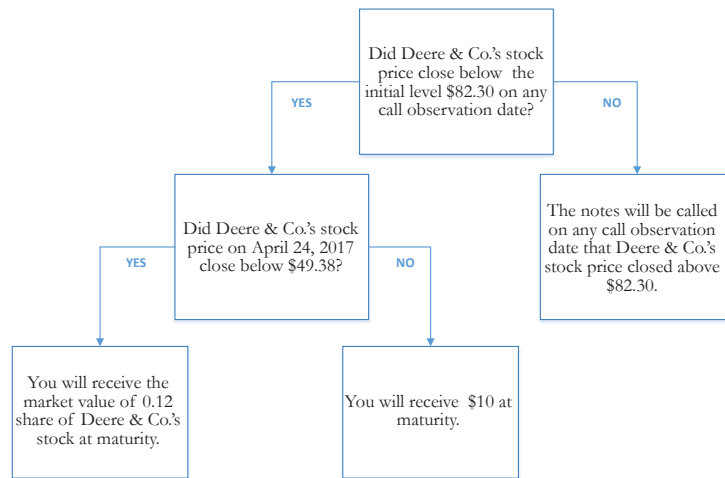 Did Deere & Co.'s stock
price close below the
initial level $82.30 on any
call observation date?
YES
NO
Did Deere & Co.'s stock
price on April 24, 2017
close below $49.38?
The notes will be called
on any call observation
date that Deere & Co.'s
stock price closed above
$82.30.
YES
NO
You will receive the
market value of 0.12
share of Deere & Co.'s
stock at maturity.
You will receive $10 at
maturity.